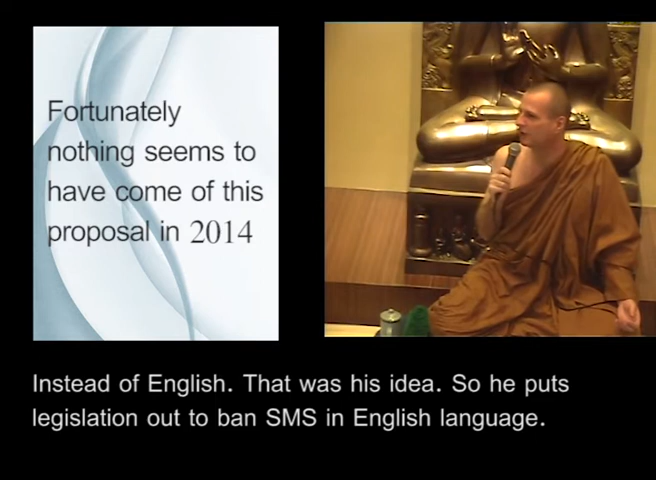 Fortunately
nothing seems to
have come of this
proposal in 2014
Instead of English. That was his idea. So he puts
legislation out to ban SMS in English language.